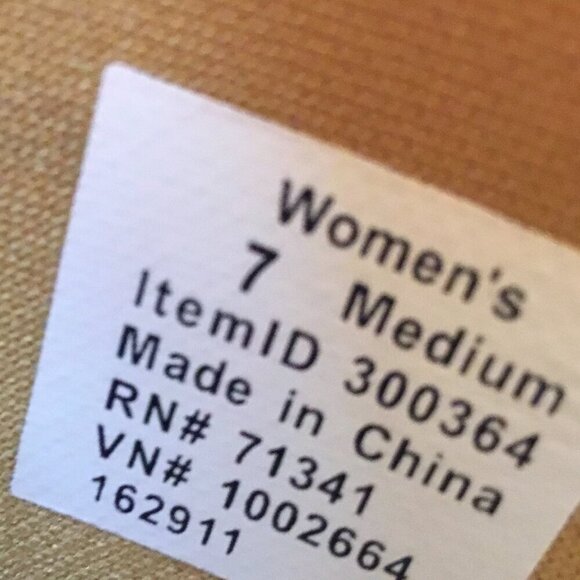 Women's
7 Medium
ItemID 300364
Made in China
RN# 71341
VN# 1002664
162911